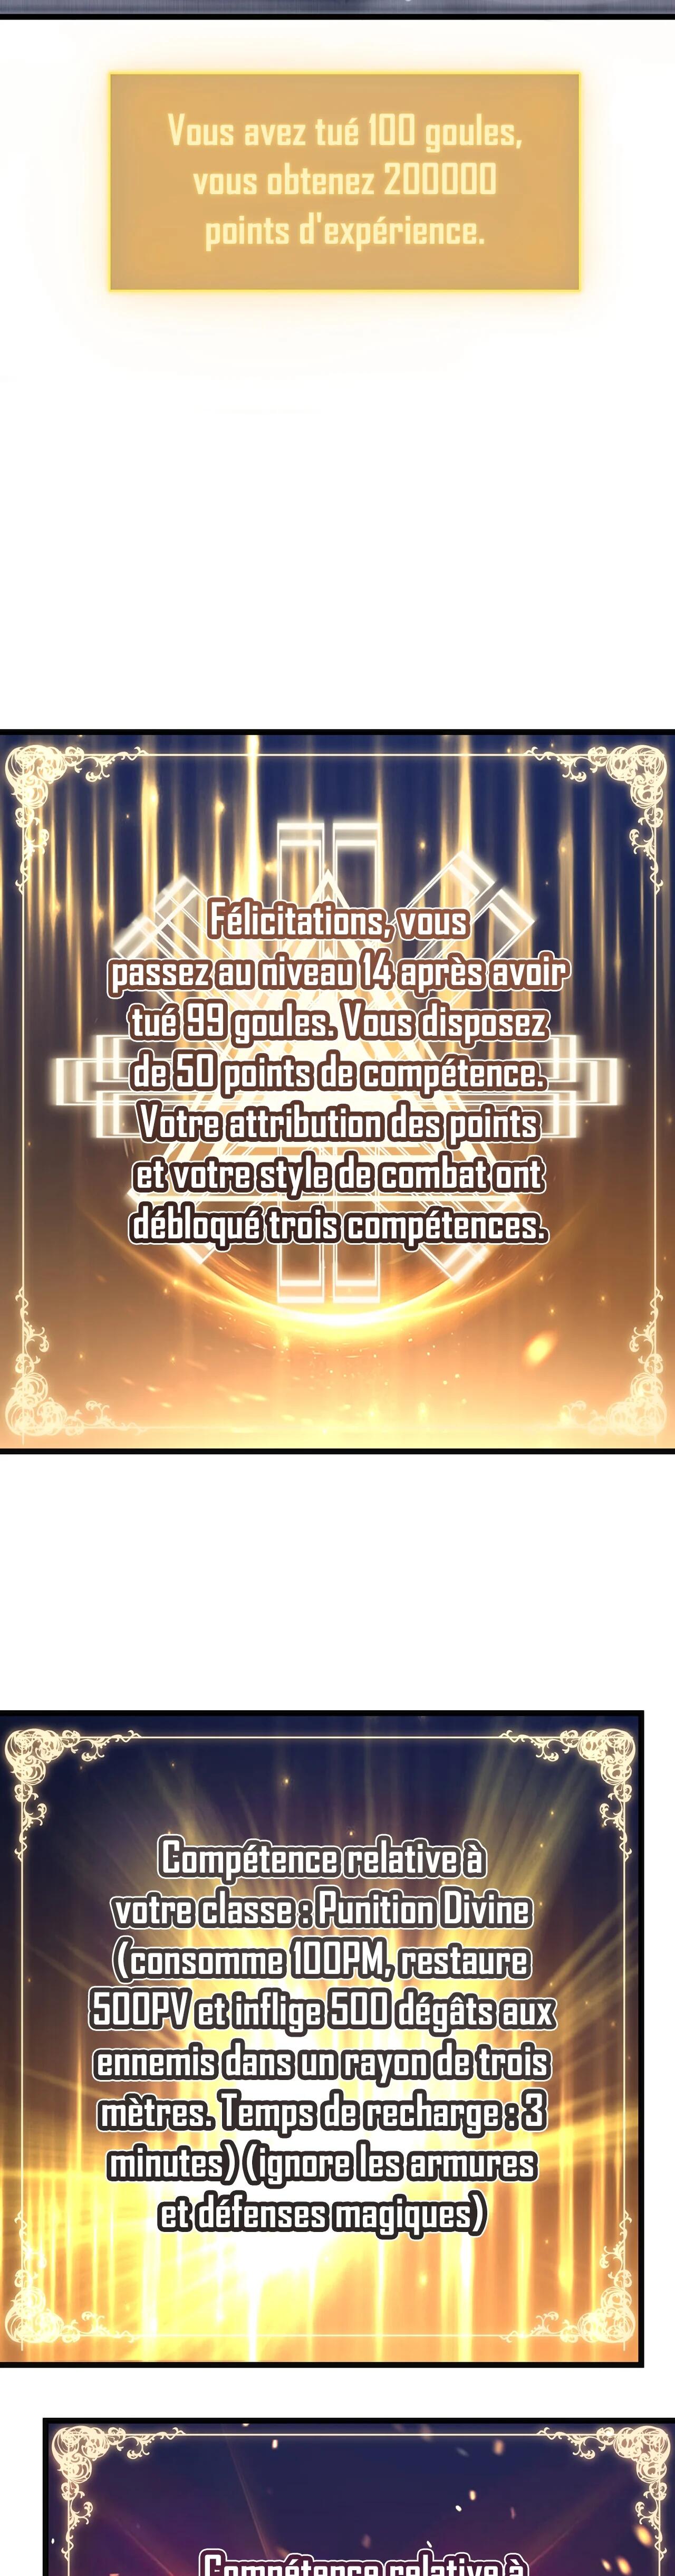 Vous avez tué 100 goules,
vous obtenez 200000
points d'expérience.
Félicitations, vous
passez au niveau 14 après avoir
tué 99 goules. Vous disposez
de 50 points de compétence.
Votre attribution des points
et votre style de combat ont
débloqué trois compétences.
Compétence relative à
votre classe : Punition Divine
(consomme 100PM, restaure
500PV et inflige 500 dégâts aux
ennemis dans un rayon de trois
mètres. Temps de recharge : 3
minutes) (ignore les armures
et défenses magiques)
Compétence relative à